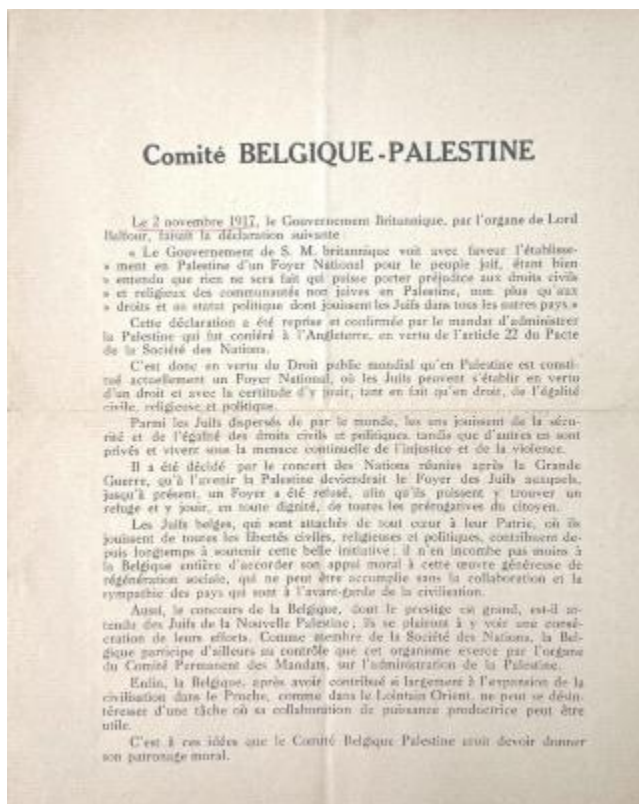 Comité BELGIQUE-PALESTINE
Le 2 novembre 1917, le Gouvernement Britannique, par l'organe de Lord
Balfour, faisait la déclaration suivante
« Le Gouvernement de S. M. britannique voit avec faveur l'établisse-
» ment en Palestine d'un Foyer National pour le peuple juif, étant bien
» entendu que rien ne sera fait qui puisse porter préjudice aux droits civils
» et religieux des communautés non juives en Palestine, non plus qu'aux
» droits et au statut politique dont jouissent les Juifs dans tous les autres pays.»
Cette déclaration a été reprise et confirmée par le mandat d'administrer
la Palestine qui fut conféré à l'Angleterre, en vertu de l'article 22 du Pacte
de la Société des Nations.
C'est donc en vertu du Droit public mondial qu'en Palestine est consti-
tué actuellement un Foyer National, où les Juifs peuvent s'établir en vertu
d'un droit et avec la certitude d'y jouir, tant en fait qu'en droit, de l'égalité
civile, religieuse et politique.
Parmi les Juifs dispersés de par le monde, les uns jouissent de la sécu-
rité et de l'égalité des droits civils et politiques, tandis que d'autres en sont
privés et vivent sous la menace continuelle de l'injustice et de la violence.
Il a été décidé par le concert des Nations réunies après la Grande
Guerre, qu'à l'avenir la Palestine deviendrait le Foyer des Juifs auxquels,
jusqu'à présent, un Foyer a été refusé, afin qu'ils puissent y trouver un
refuge et y jouir, en toute dignité, de toutes les prérogatives du citoyen.
Les Juifs belges, qui sont attachés de tout cœur à leur Patrie, où ils
jouissent de toutes les libertés civiles, religieuses et politiques, contribuent de-
puis longtemps à soutenir cette belle initiative ; il n'en incombe pas moins à
la Belgique entière d'accorder son appui moral à cette œuvre généreuse de
régénération sociale, qui ne peut être accomplie sans la collaboration et la
sympathie des pays qui sont à l'avant-garde de la civilisation.
Aussi, le concours de la Belgique, dont le prestige est grand, est-il at-
tendu des Juifs de la Nouvelle Palestine ; ils se plairont à y voir une consé-
cration de leurs efforts. Comme membre de la Société des Nations, la Bel-
gique participe d'ailleurs au contrôle que cet organisme exerce par l'organe
du Comité Permanent des Mandats, sur l'administration de la Palestine.
Enfin, la Belgique, après avoir contribué si largement à l'expansion de la
civilisation dans le Proche, comme dans le Lointain Orient, ne peut se désin-
téresser d'une tâche où sa collaboration de puissance productrice peut être
utile.
C'est à ces idées que le Comité Belgique Palestine croit devoir donner
son patronage moral.